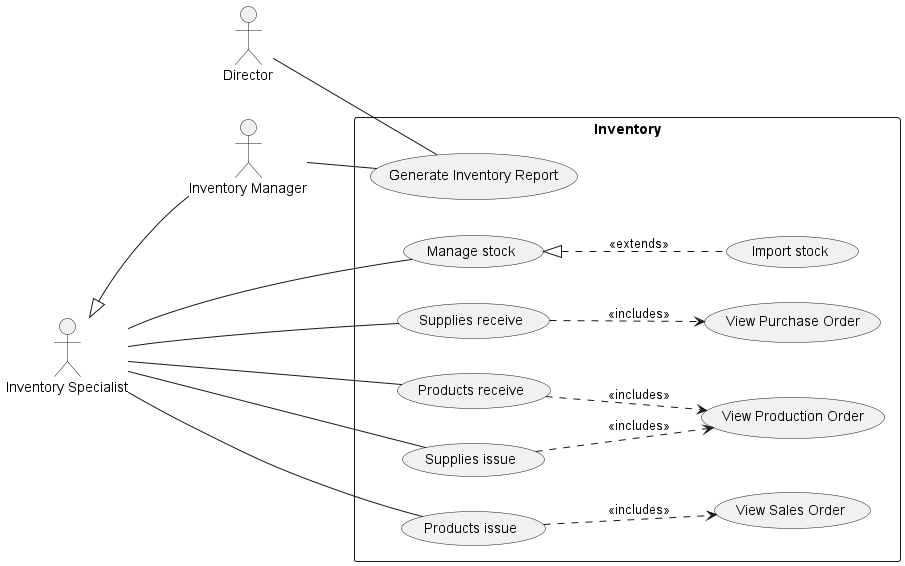 Director
Inventory
Inventory Manager
Generate Inventory Report
Manage stock
«extends»
Import stock
Supplies receive
«includes»
View Purchase Order
Inventory Specialist
Products receive
«includes»
View Production Order
«includes»
Supplies issue
Products issue
«includes»
View Sales Order